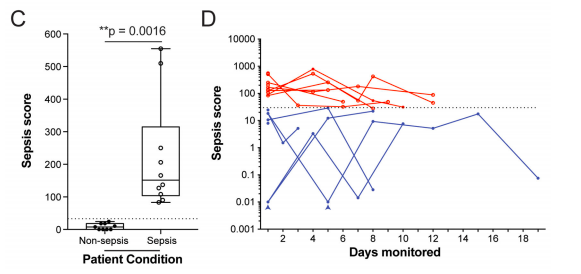 C
**p = 0.0016
Sepsis score
600
500
400
300
200
100
0
Non-sepsis
Sepsis
Patient Condition
D
Sepsis score
10000
1000
100
10
1
0.1
0.01
0.001
2
4
6
8
10
12
14
16
18
Days monitored